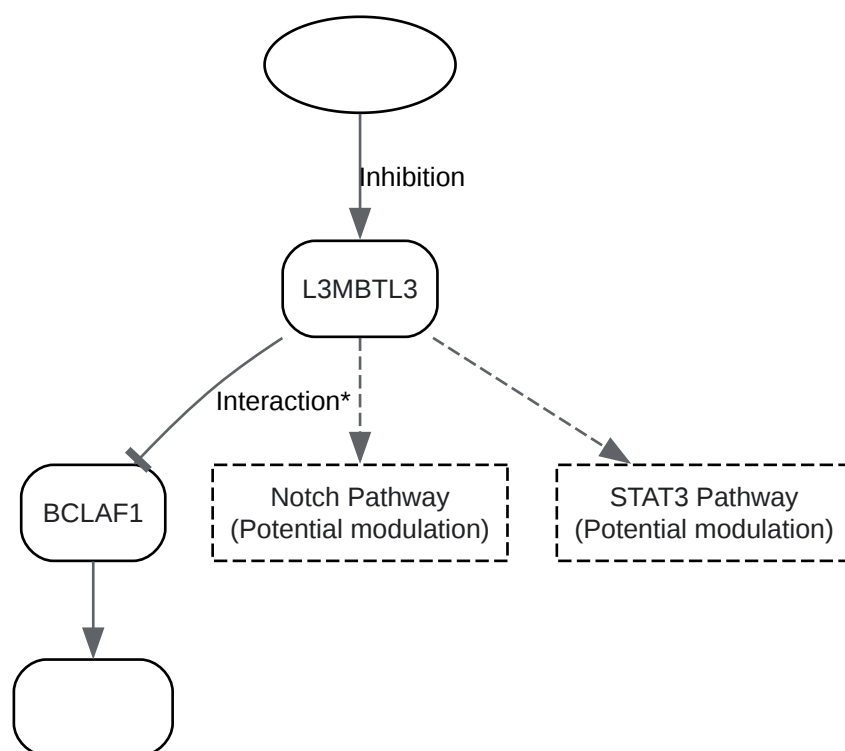 Inhibition
L3MBTL3
Interaction*
BCLAF1
Notch Pathway
(Potential modulation)
STAT3 Pathway
(Potential modulation)